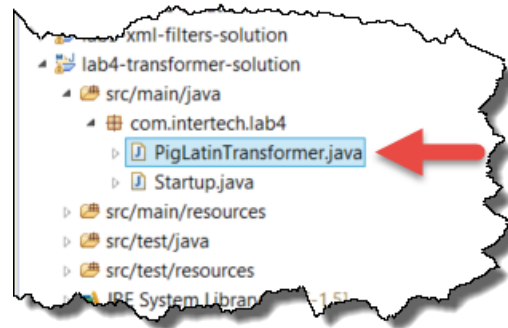 xml-filters-solution
lab4-transformer-solution
src/main/java
com.intertech.lab4
PigLatinTransformer.java
Startup.java
src/main/resources
src/test/java
src/test/resources
JRE System Library